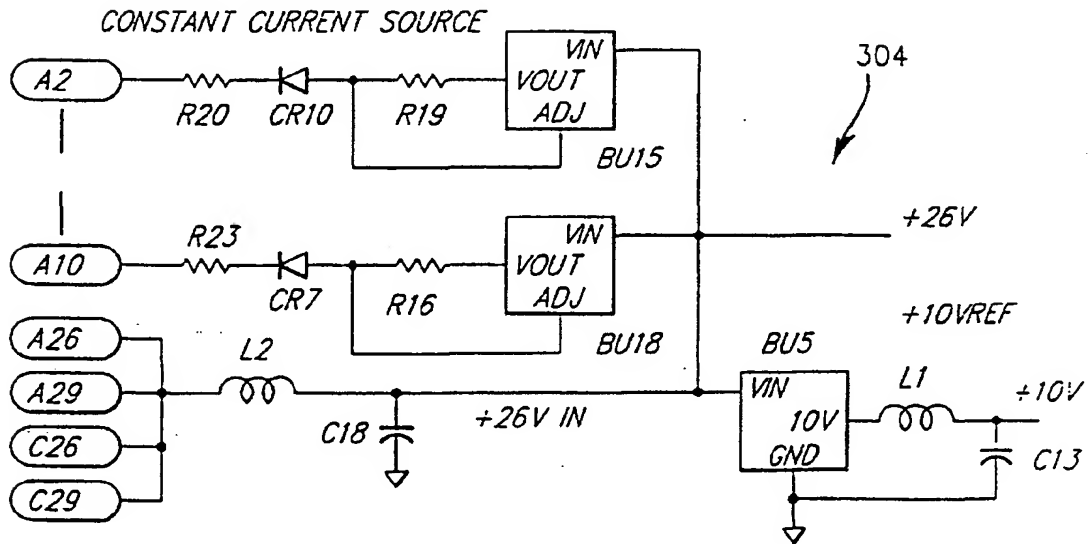 CONSTANT CURRENT SOURCE
304
A2
R20
CR10
R19
VIN
VOUT
ADJ
BU15
+26V
A10
R23
CR7
R16
VIN
VOUT
ADJ
BU18
+10VREF
A26
A29
C26
C29
L2
C18
+26V IN
BU5
VIN
10V
GND
L1
+10V
C13